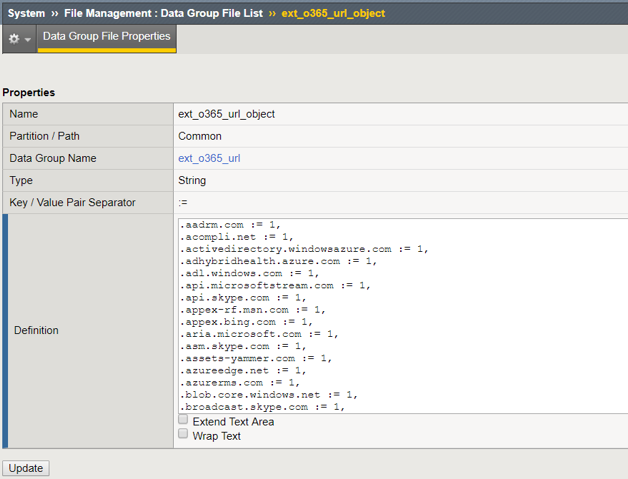 System ›› File Management : Data Group File List ›› ext_o365_url_object
Data Group File Properties
Properties
Name ext_o365_url_object
Partition / Path Common
Data Group Name ext_o365_url
Type String
Key / Value Pair Separator :=
Definition
.aadrm.com := 1,
.acompli.net := 1,
.activedirectory.windowsazure.com := 1,
.adhybridhealth.azure.com := 1,
.adl.windows.com := 1,
.api.microsoftstream.com := 1,
.api.skype.com := 1,
.appex-rf.msn.com := 1,
.appex.bing.com := 1,
.aria.microsoft.com := 1,
.asm.skype.com := 1,
.assets-yammer.com := 1,
.azureedge.net := 1,
.azurerms.com := 1,
.blob.core.windows.net := 1,
.broadcast.skype.com := 1,
Extend Text Area
Wrap Text
Update